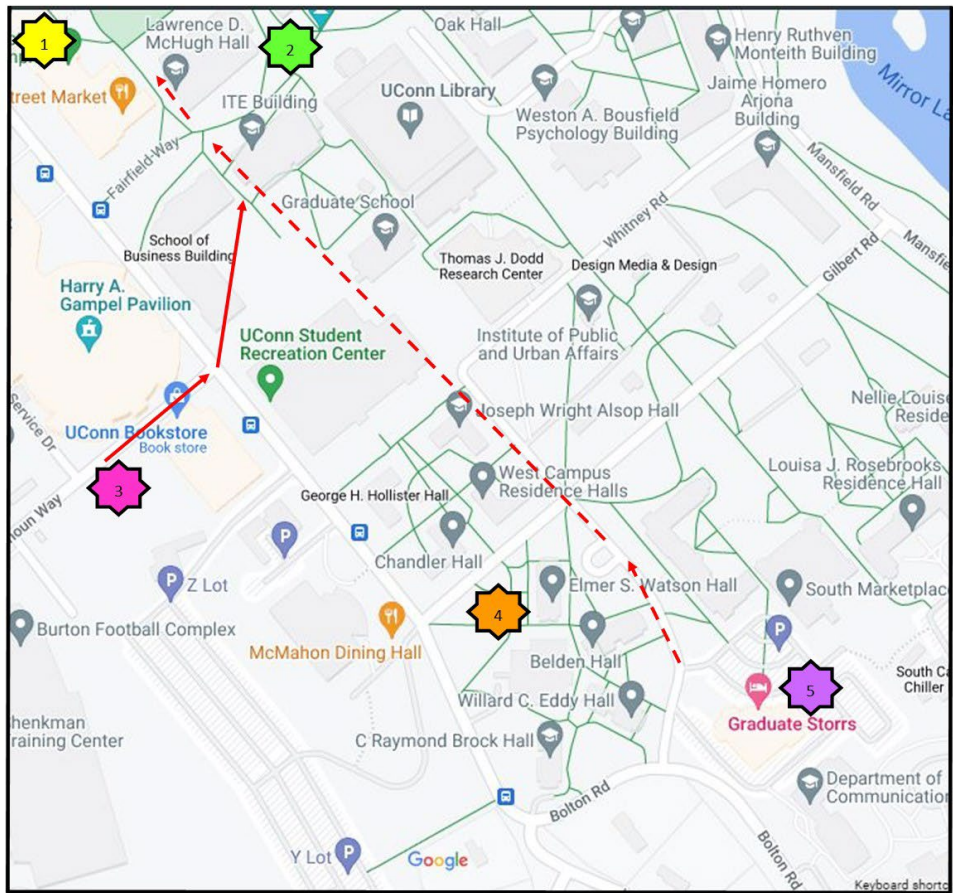 1
2
Lawrence D.
McHugh Hall
Oak Hall
Henry Ruthven
Monteith Building
treet Market
ITE Building
UConn Library
Weston A. Bousfield
Psychology Building
Jaime Homero
Arjona
Building
Mirror La
Fairfield Way
Mansfield Rd
Graduate School
School of
Business Building
Thomas J. Dodd
Research Center
Whitney Rd
Design Media & Design
Gilbert Rd
Mansfie
Harry A.
Gampel Pavilion
UConn Student
Recreation Center
Institute of Public
and Urban Affairs
Service Dr
UConn Bookstore
Book store
Joseph Wright Alsop Hall
Nellie Louise
Reside
3
West Campus
Residence Halls
Louisa J. Rosebrooks
Residence Hall
George H. Hollister Hall
oun Way
P
P
Z Lot
Chandler Hall
4
Elmer S. Watson Hall
South Marketplace
Burton Football Complex
McMahon Dining Hall
P
Belden Hall
5
South Ca
Chiller
Willard C. Eddy Hall
Graduate Storrs
henkman
raining Center
C Raymond Brock Hall
Department of
Communication
Bolton Rd
Bolton Rd
Y Lot
P
Google
Keyboard shortc